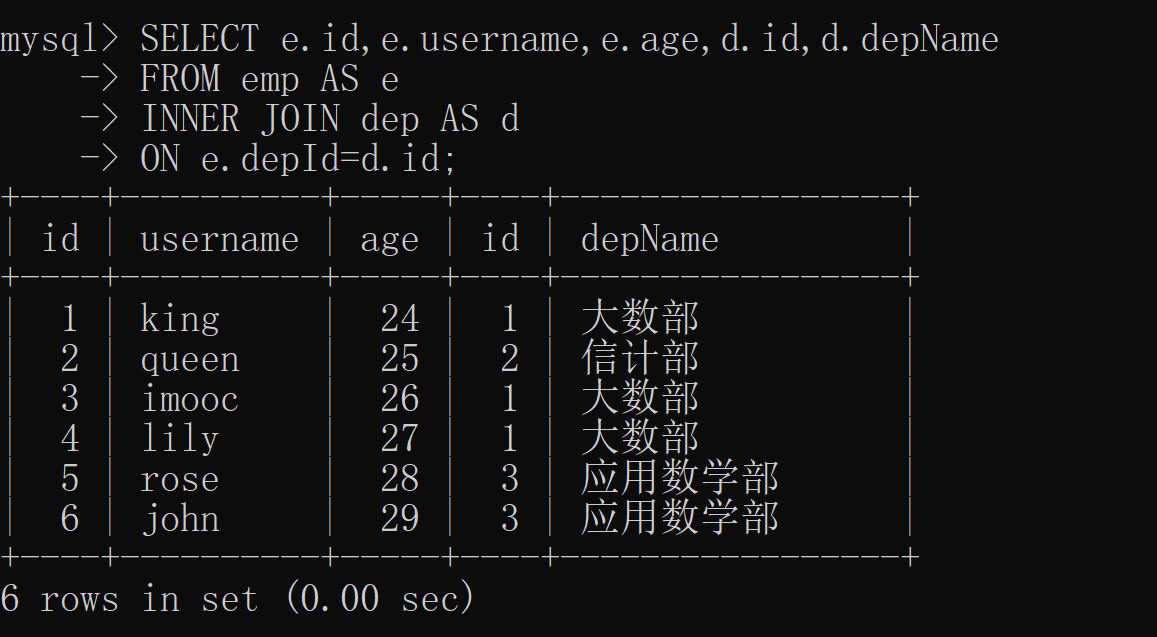 mysql> SELECT e.id,e.username,e.age,d.id,d.depName
    -> FROM emp AS e
    -> INNER JOIN dep AS d
    -> ON e.depId=d.id;
+----+----------+-----+----+-----------------+
| id | username | age | id | depName         |
+----+----------+-----+----+-----------------+
|  1 | king     |  24 |  1 | 大数部          |
|  2 | queen    |  25 |  2 | 信计部          |
|  3 | imooc    |  26 |  1 | 大数部          |
|  4 | lily     |  27 |  1 | 大数部          |
|  5 | rose     |  28 |  3 | 应用数学部      |
|  6 | john     |  29 |  3 | 应用数学部      |
+----+----------+-----+----+-----------------+
6 rows in set (0.00 sec)